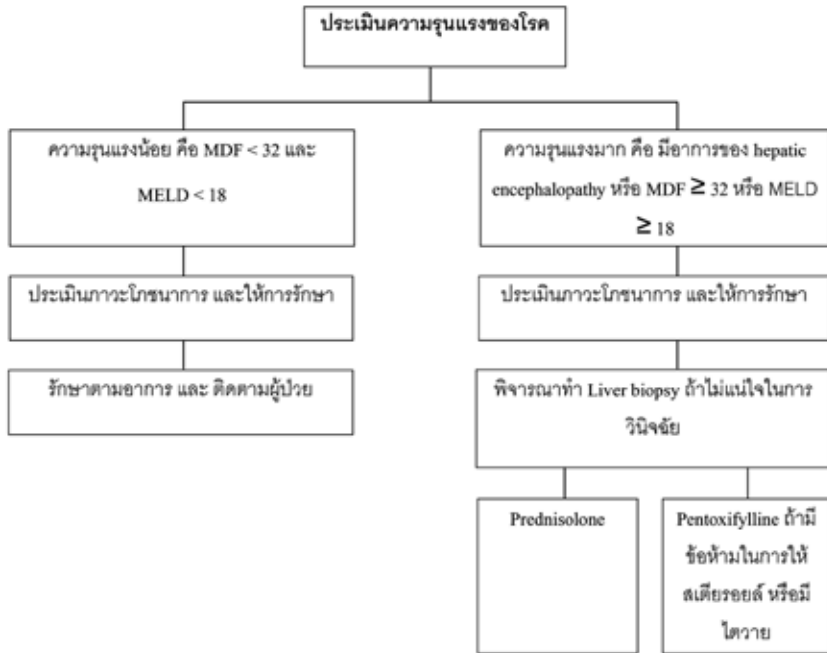 ประเมินความรุนแรงของโรค
ความรุนแรงน้อย คือ MDF < 32 และ
MELD < 18
ความรุนแรงมาก คือ มีอาการของ hepatic
encephalopathy หรือ MDF ≥ 32 หรือ MELD
≥ 18
ประเมินภาวะโภชนาการ และให้การรักษา
ประเมินภาวะโภชนาการ และให้การรักษา
รักษาตามอาการ และ ติดตามผู้ป่วย
พิจารณาทำ Liver biopsy ถ้าไม่แน่ใจในการ
วินิจฉัย
Prednisolone
Pentoxifylline ถ้ามี
ข้อห้ามในการให้
สเตียรอยล์ หรือมี
ไตวาย